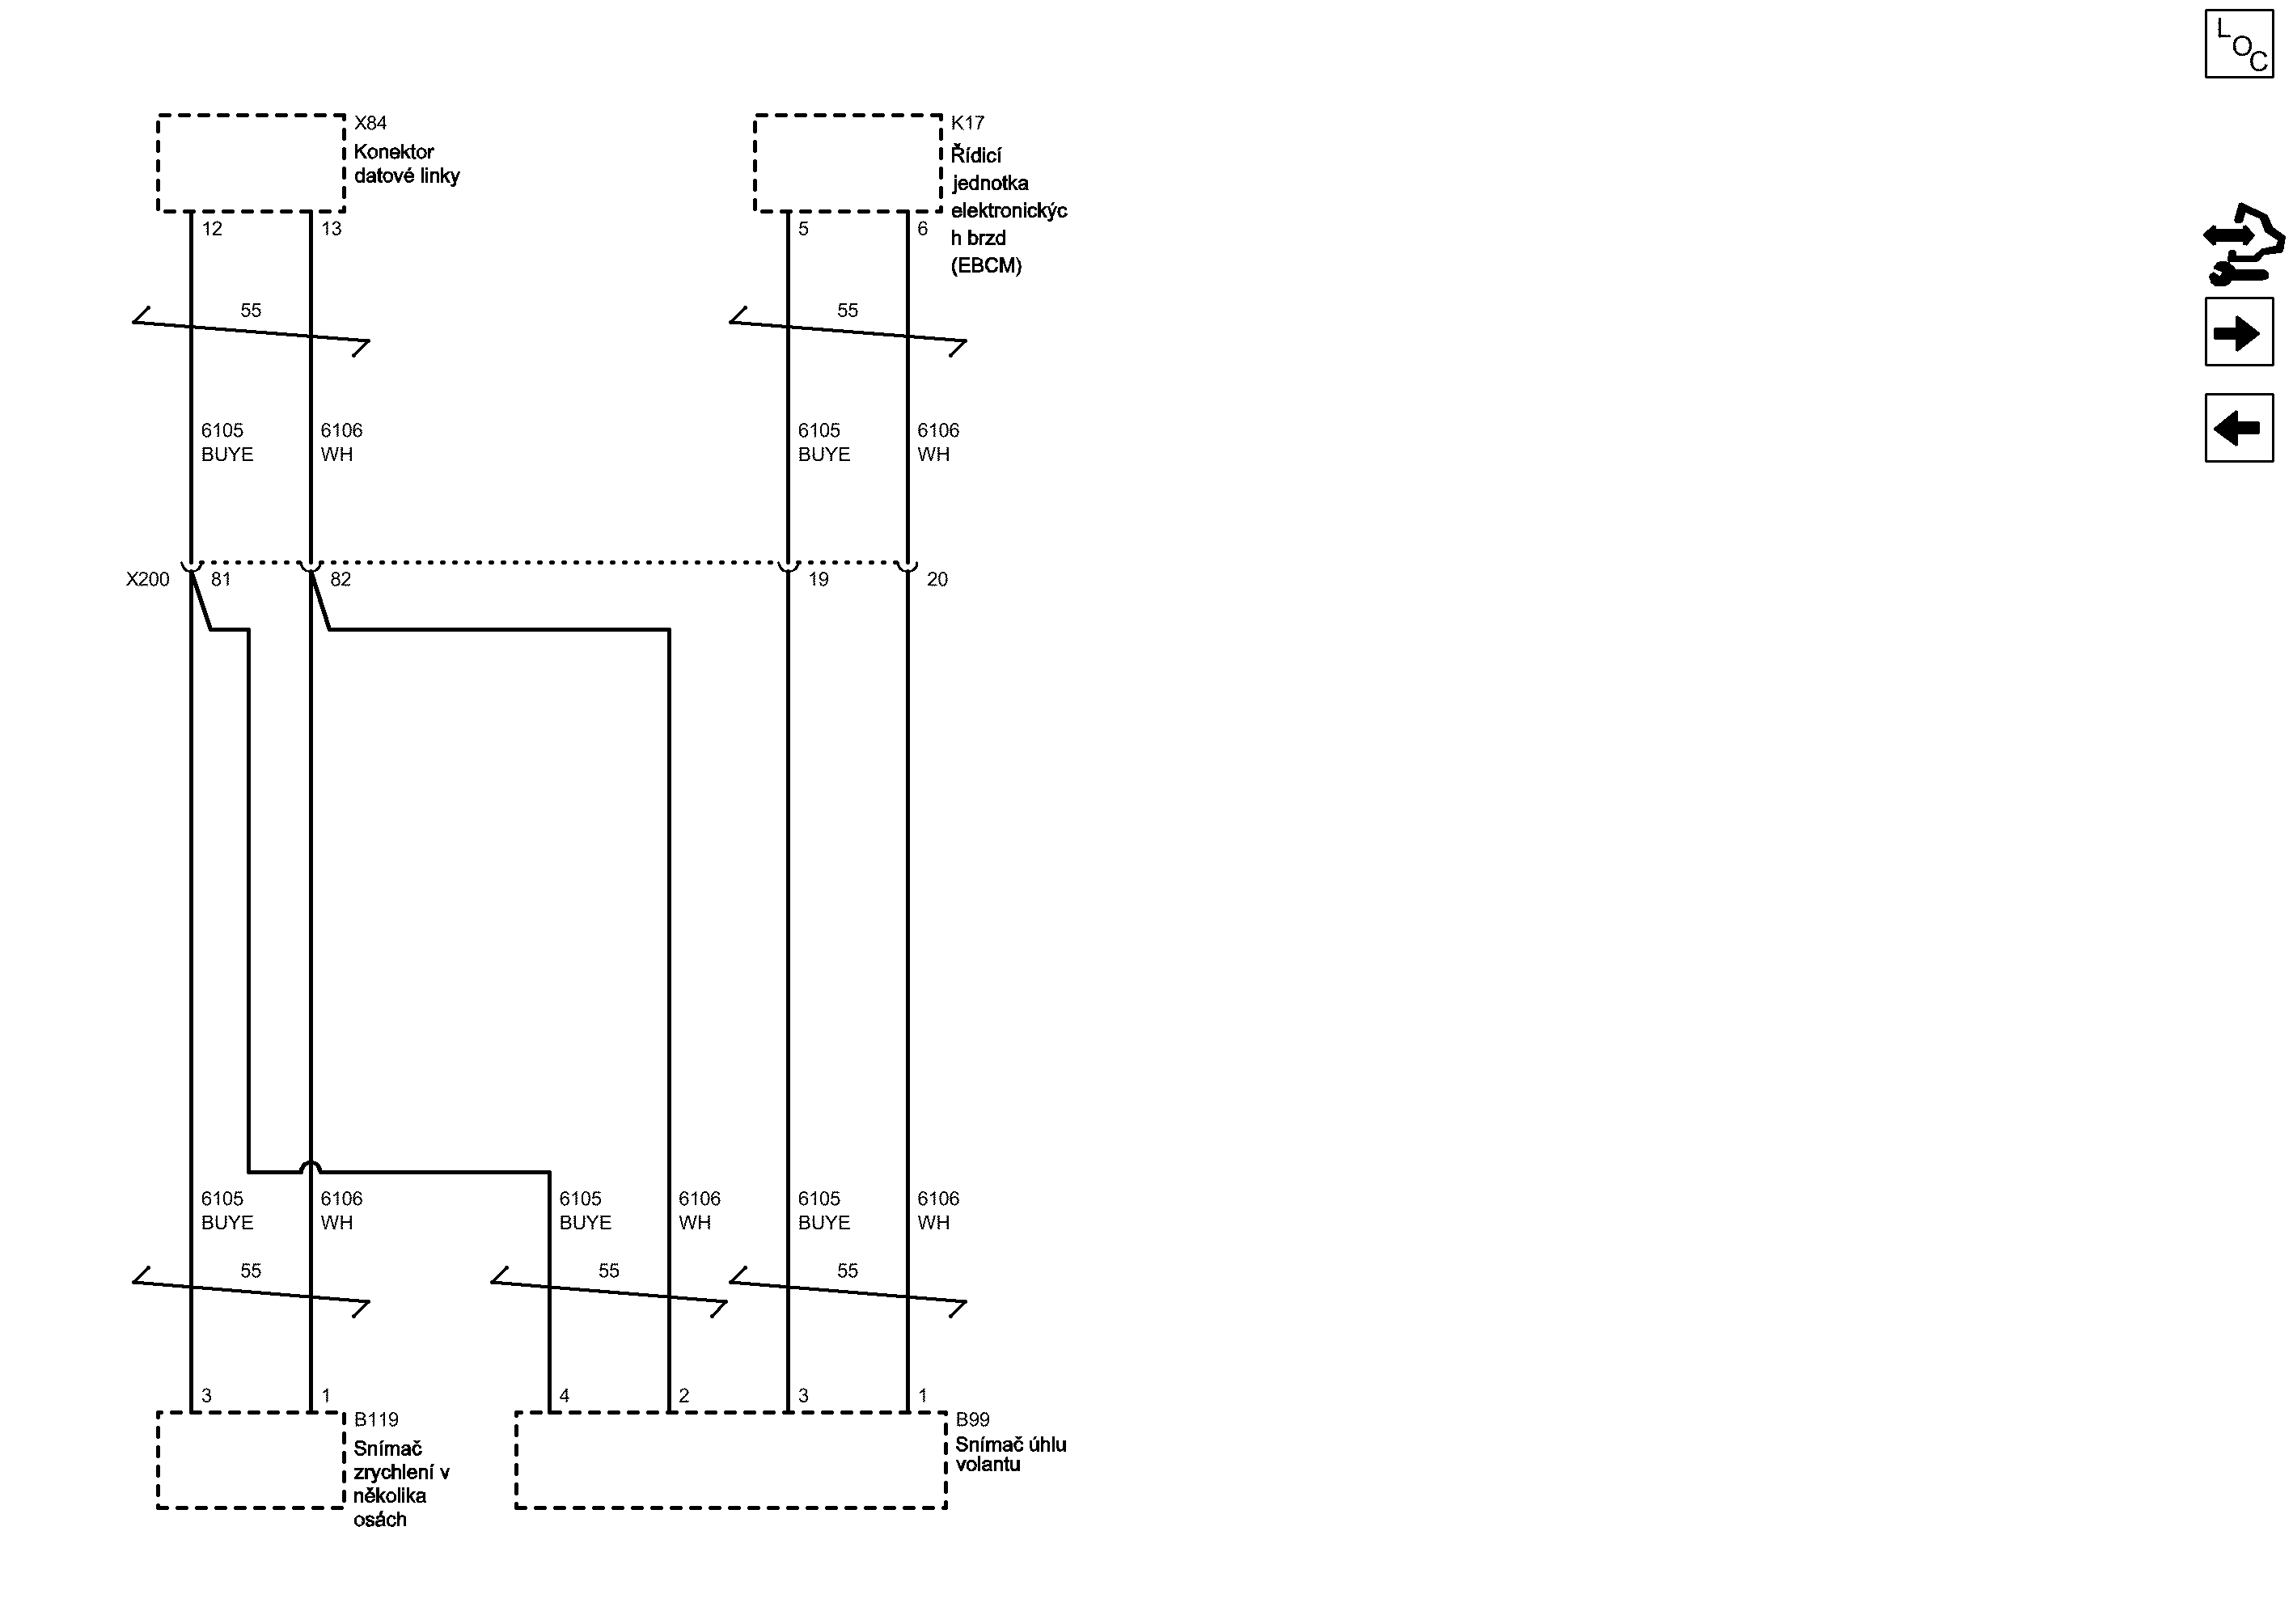 L
O
C
X84
Konektor
datové linky
K17
Řídicí
jednotka
elektronickýc
h brzd
(EBCM)
12
13
5
6
55
55
6105
BUYE
6106
WH
6105
BUYE
6106
WH
X200
81
82
19
20
6105
BUYE
6106
WH
6105
BUYE
6106
WH
6105
BUYE
6106
WH
55
55
55
3
1
4
2
3
1
B119
Snímač
zrychlení v
několika
osách
B99
Snímač úhlu
volantu